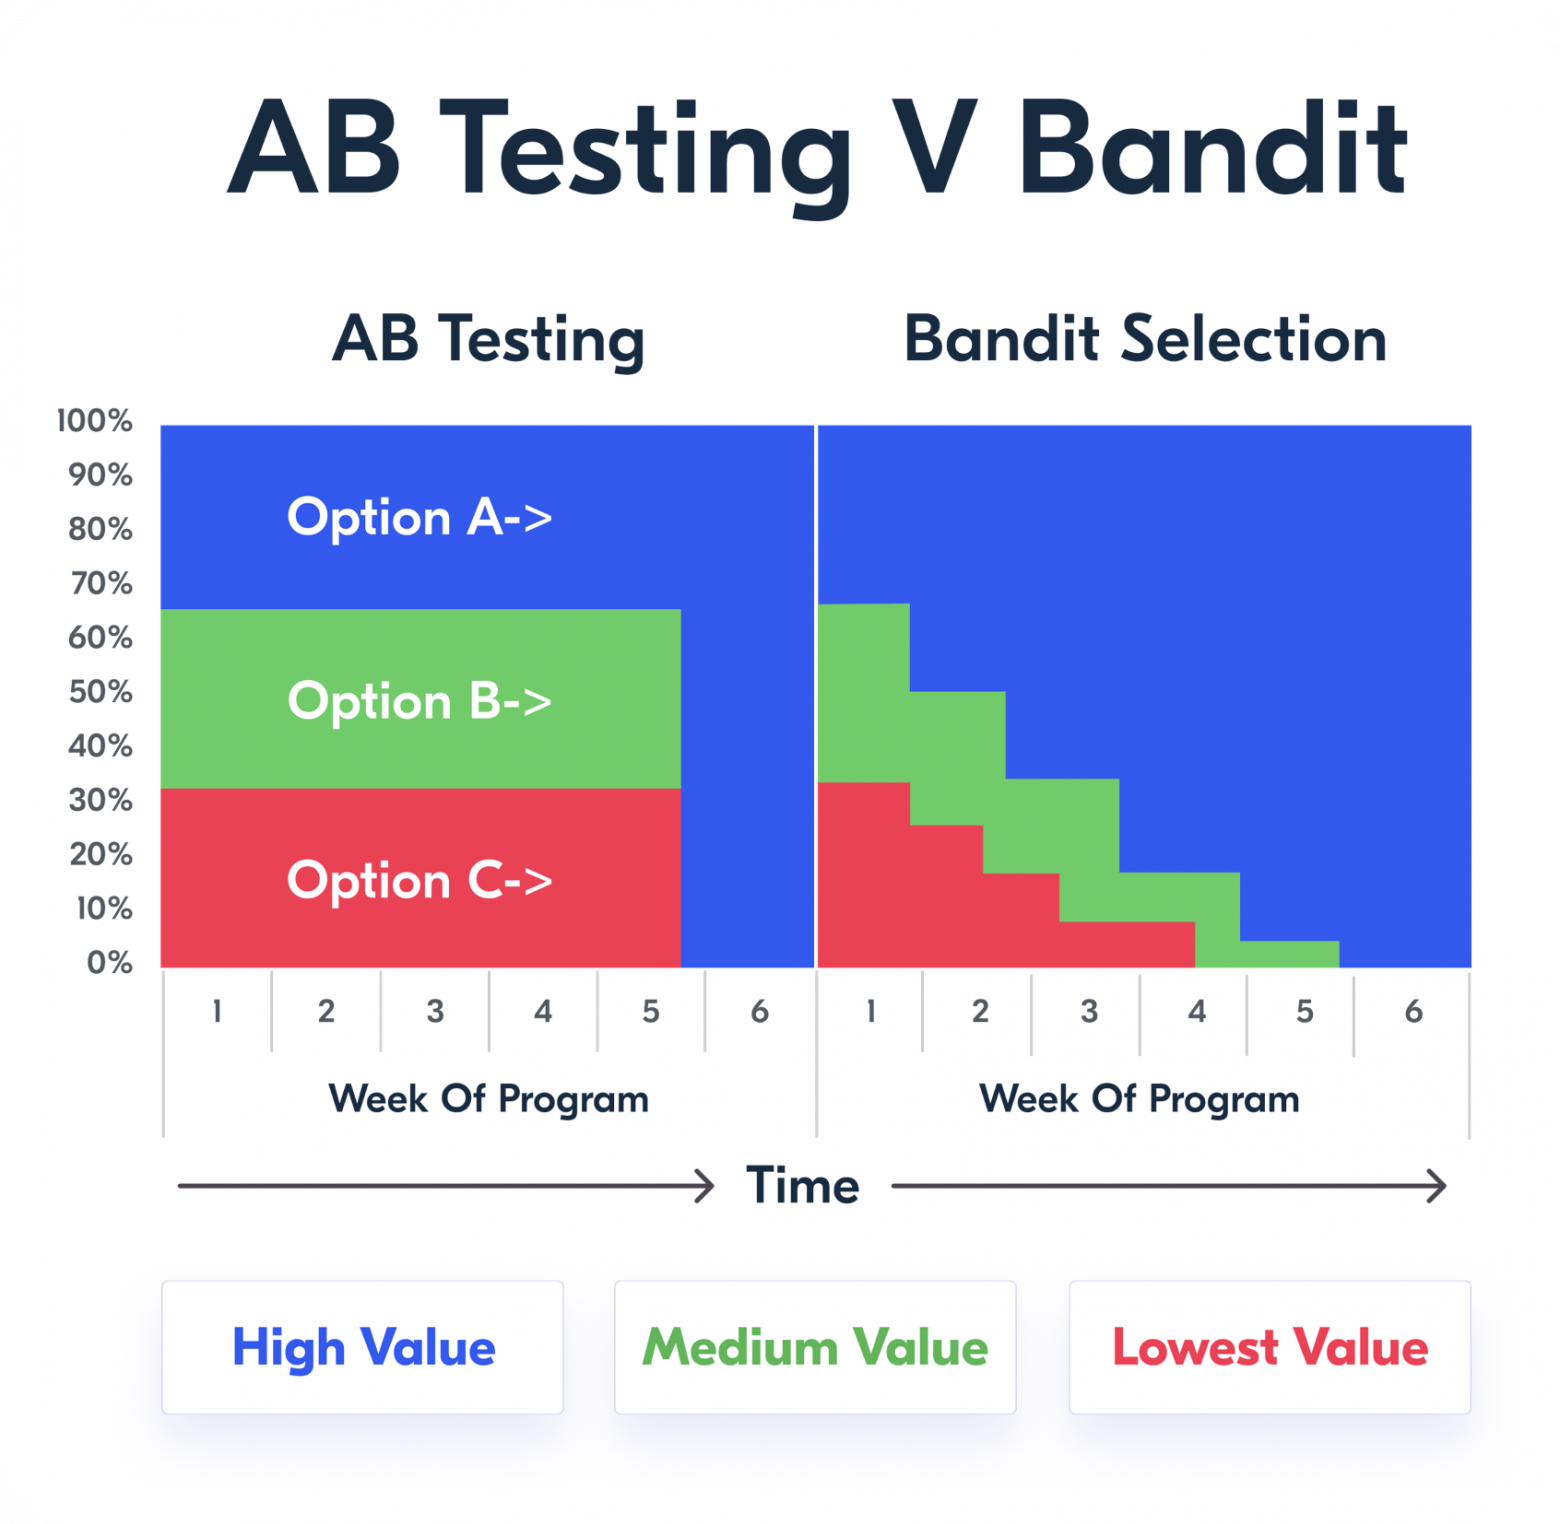 AB Testing V Bandit
AB Testing
Bandit Selection
100%
90%
80%
70%
60%
50%
40%
30%
20%
10%
0%
Option A->
Option B->
Option C->
1 2 3 4 5 6
1 2 3 4 5 6
Week Of Program
Week Of Program
Time
High Value
Medium Value
Lowest Value